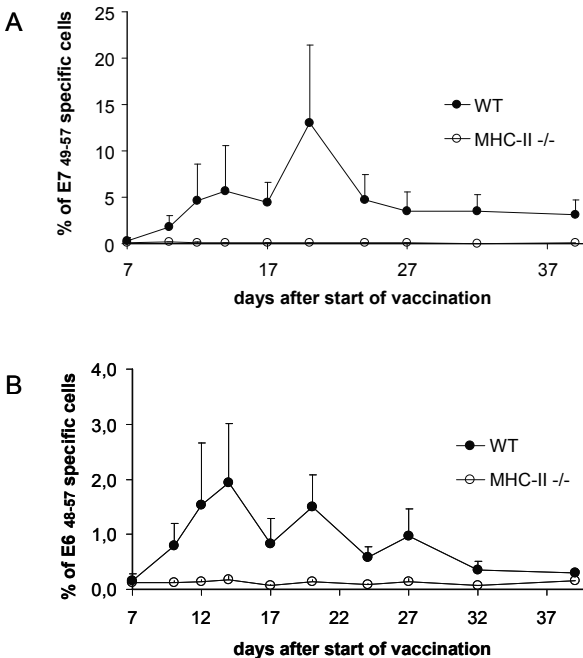 A
% of E7 49-57 specific cells
25
20
15
10
5
0
7 17 27 37
days after start of vaccination
WT
MHC-II -/-
B
% of E6 48-57 specific cells
4,0
3,0
2,0
1,0
0,0
7 12 17 22 27 32 37
days after start of vaccination
WT
MHC-II -/-